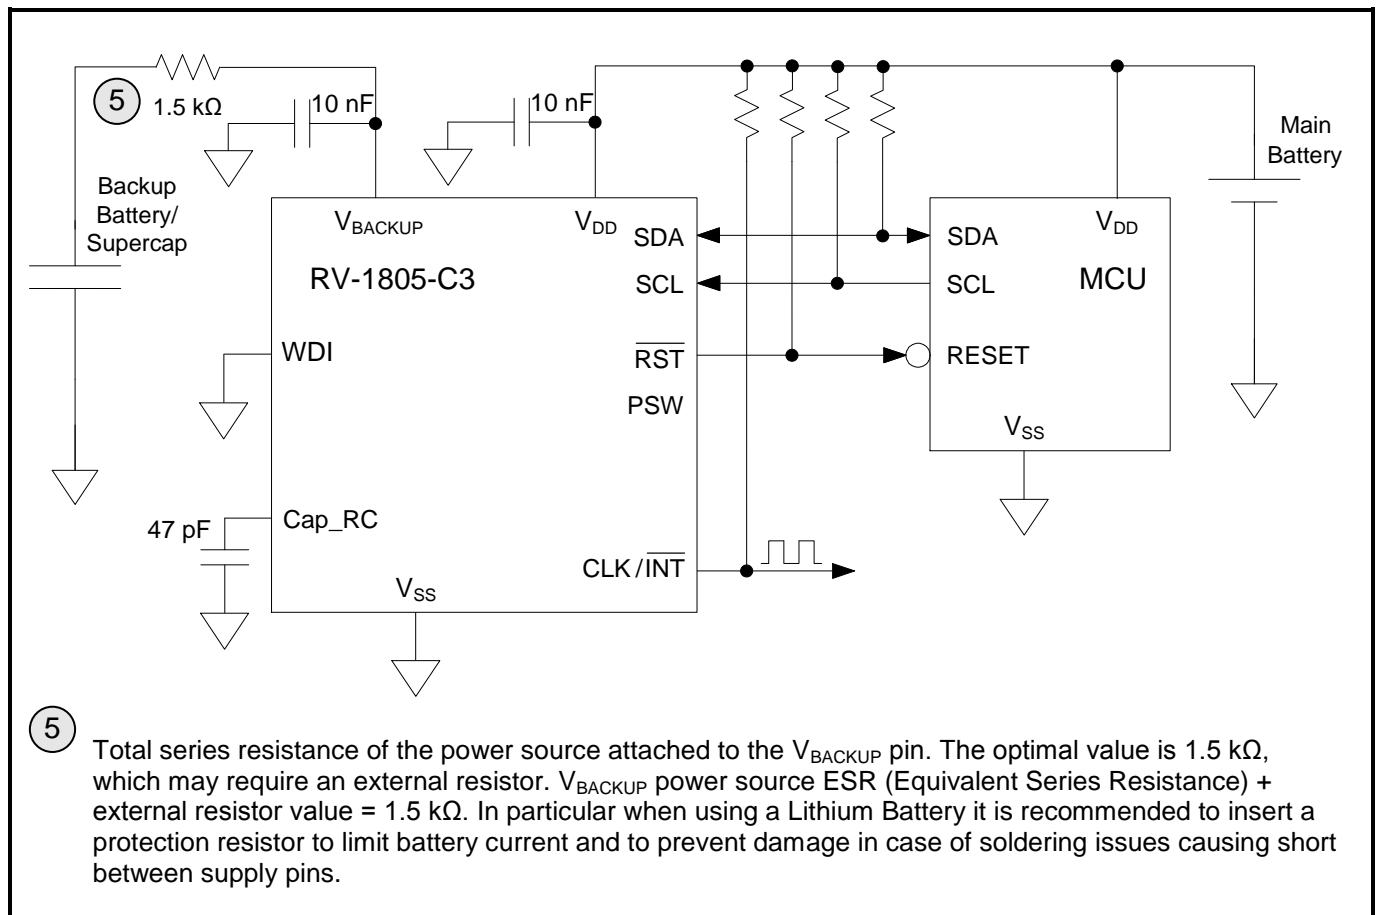 5
1.5 kΩ
10 nF
10 nF
Main
Battery
Backup
Battery/
Supercap
VBACKUP
VDD
SDA
SDA
VDD
RV-1805-C3
SCL
SCL
MCU
WDI
RST
RESET
PSW
VSS
47 pF
Cap_RC
CLK/INT
VSS
5
Total series resistance of the power source attached to the VBACKUP pin. The optimal value is 1.5 kΩ,
which may require an external resistor. VBACKUP power source ESR (Equivalent Series Resistance) +
external resistor value = 1.5 kΩ. In particular when using a Lithium Battery it is recommended to insert a
protection resistor to limit battery current and to prevent damage in case of soldering issues causing short
between supply pins.